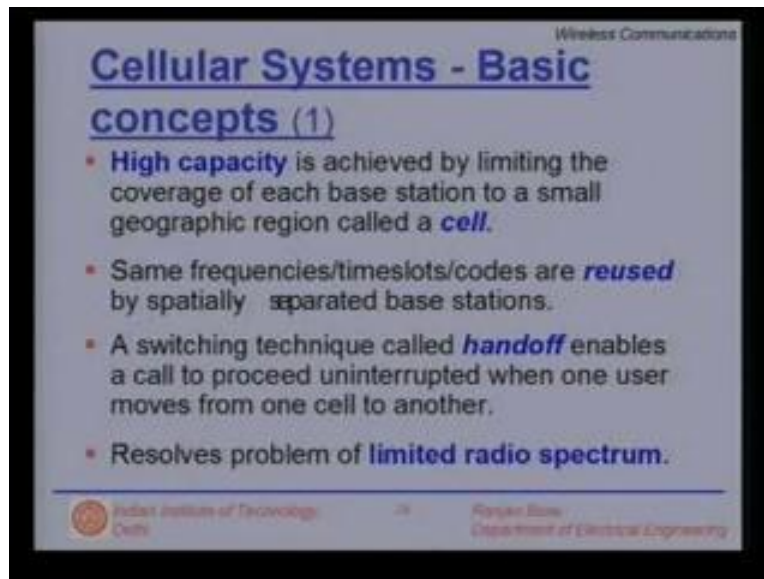 Wireless Communications
Cellular Systems - Basic
concepts (1)
High capacity is achieved by limiting the
coverage of each base station to a small
geographic region called a cell.
Same frequencies/timeslots/codes are reused
by spatially separated base stations.
A switching technique called handoff enables
a call to proceed uninterrupted when one user
moves from one cell to another.
Resolves problem of limited radio spectrum.
Indian Institute of Technology
Delhi
Ranjan Bose
Department of Electrical Engineering